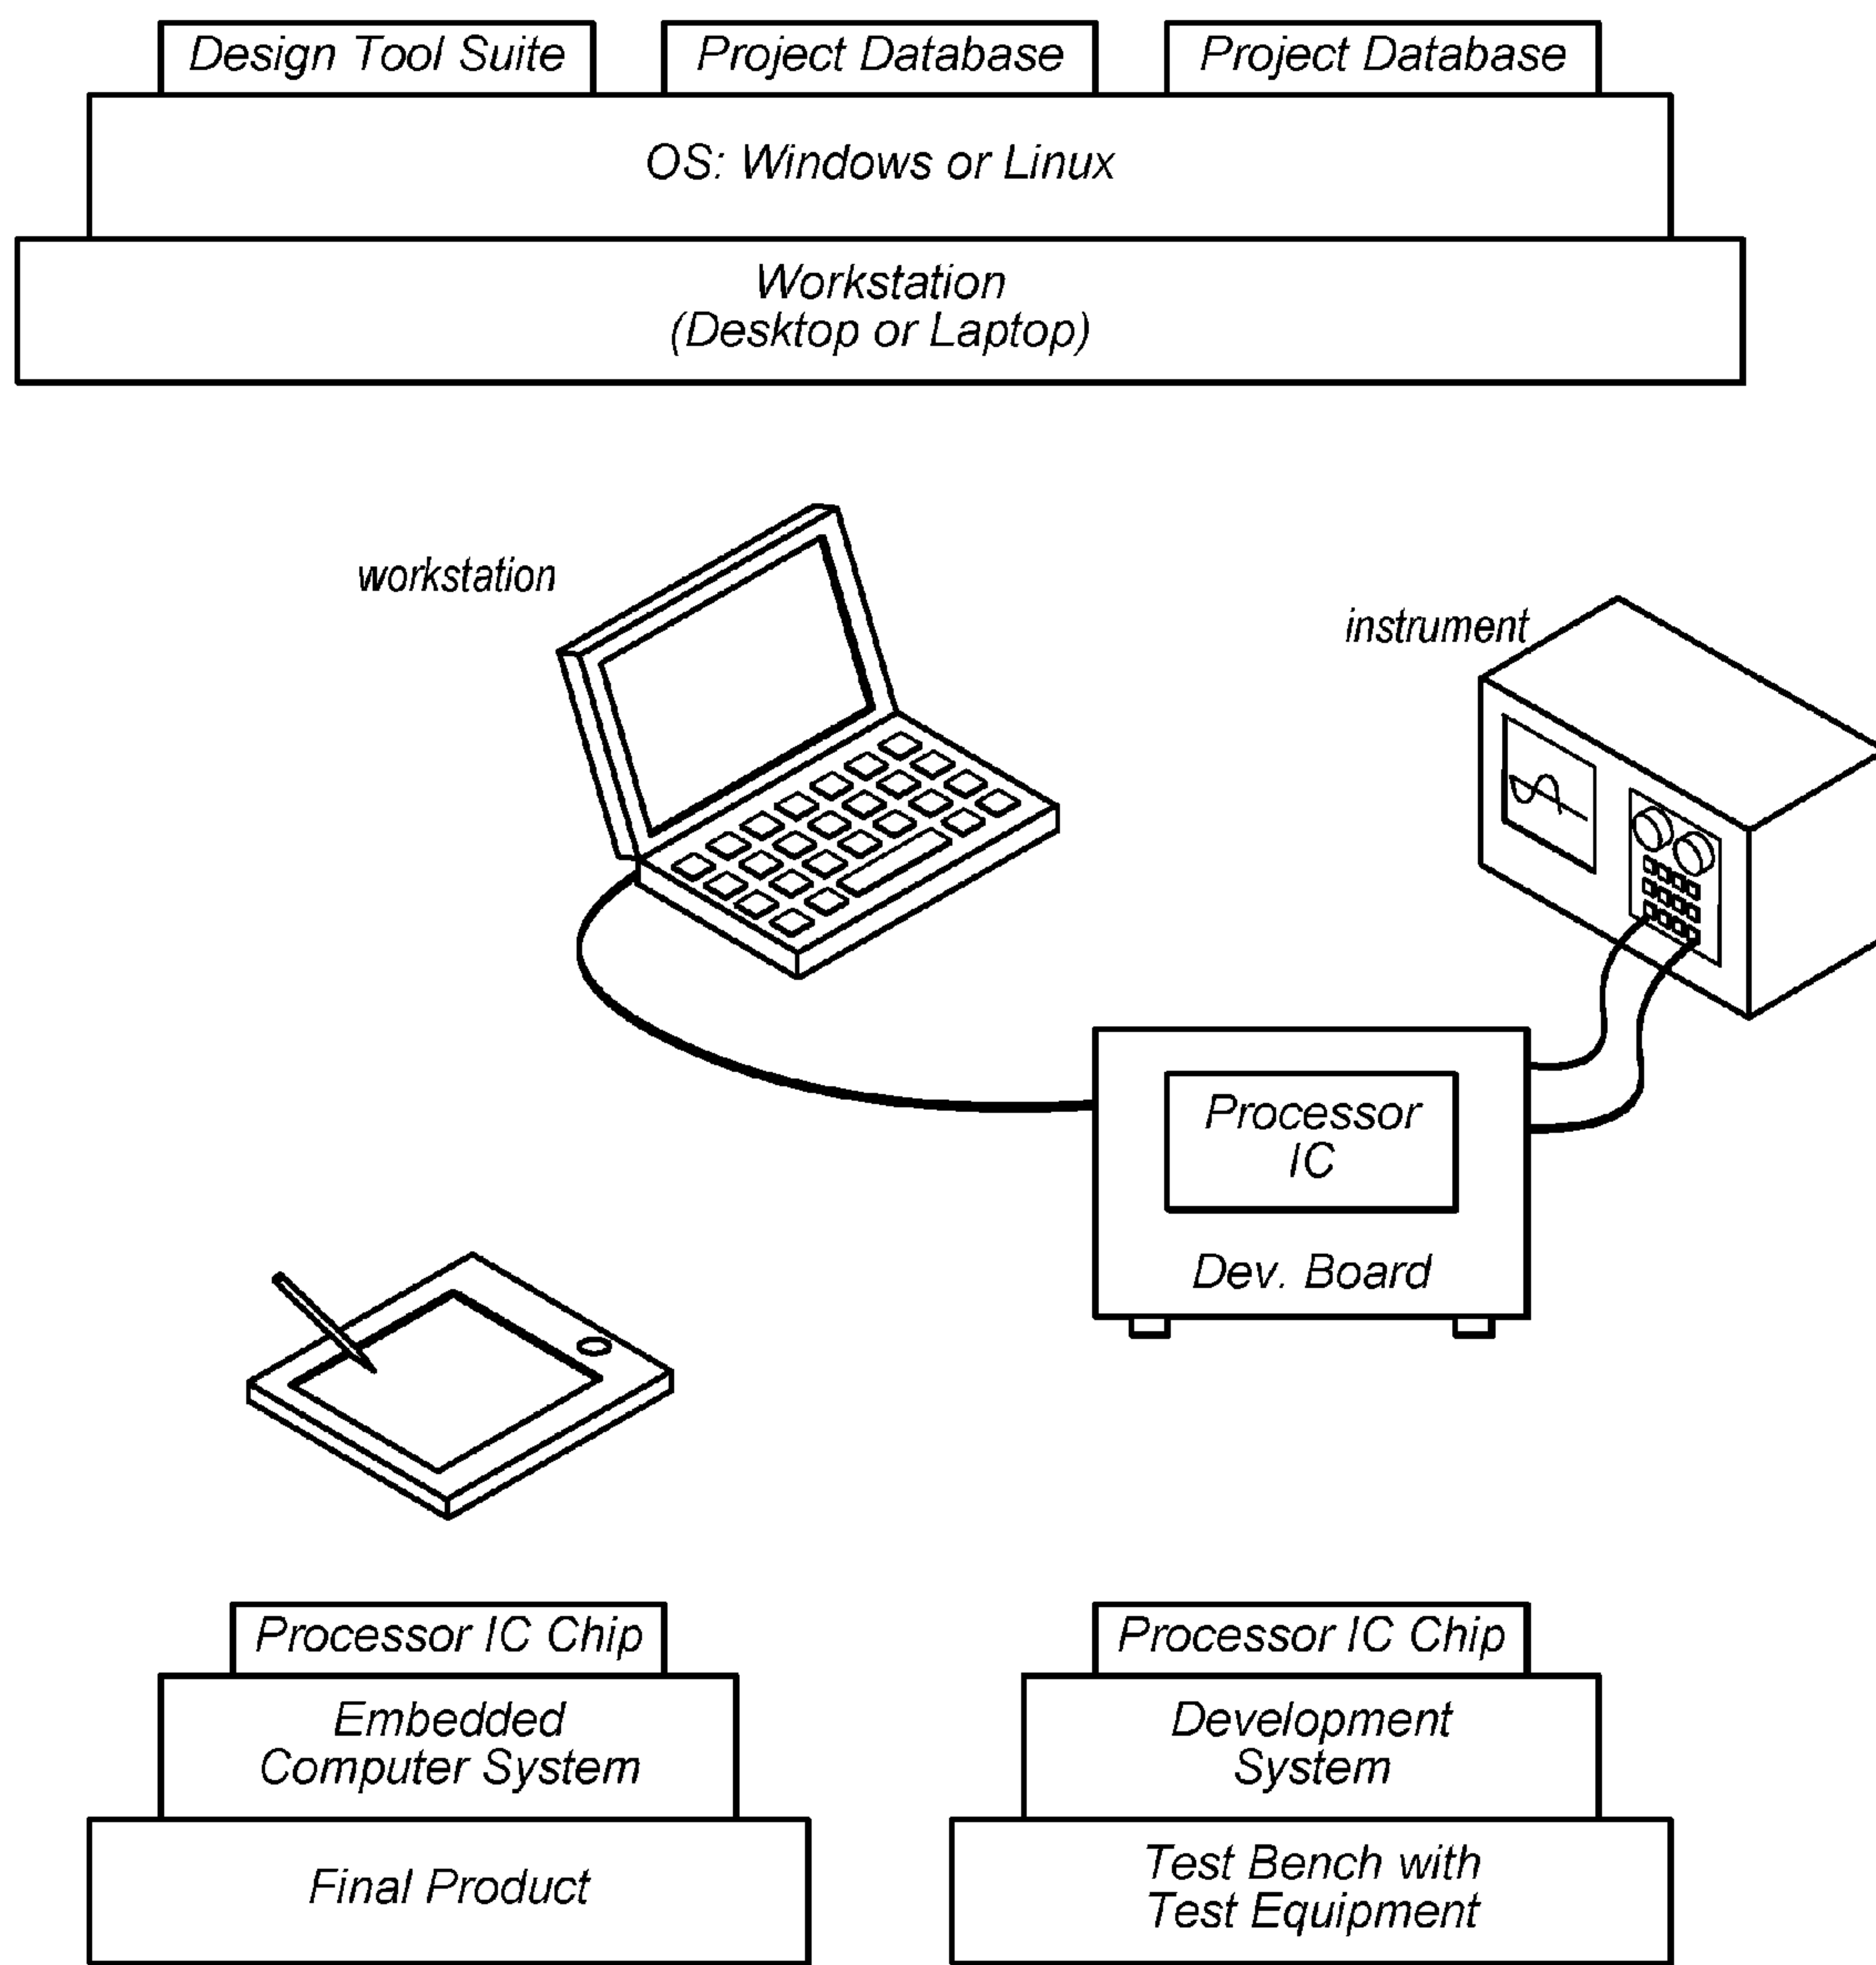 Design Tool Suite
Project Database
Project Database
OS: Windows or Linux
Workstation
(Desktop or Laptop)
workstation
instrument
Processor
IC
Dev. Board
Processor IC Chip
Embedded
Computer System
Final Product
Processor IC Chip
Development
System
Test Bench with
Test Equipment